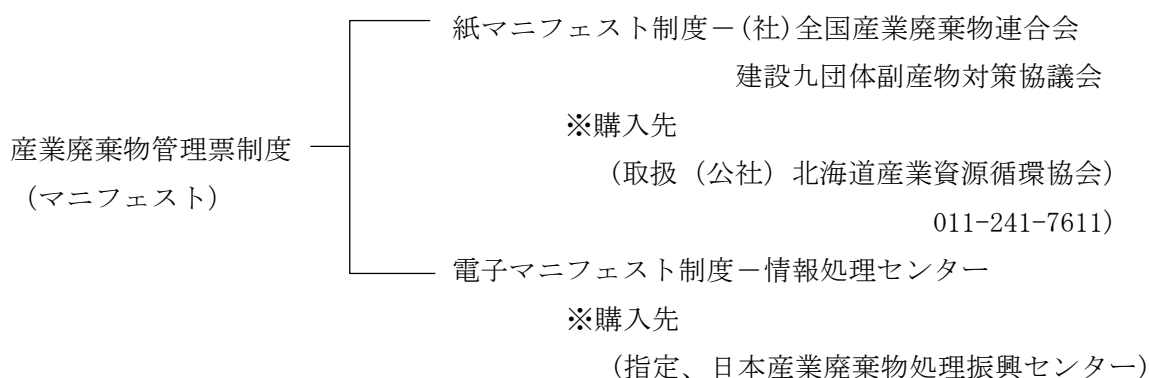 紙マニフェスト制度－(社)全国産業廃棄物連合会
建設九団体副産物対策協議会
※購入先
(取扱（公社）北海道産業資源循環協会)
011-241-7611)
産業廃棄物管理票制度
(マニフェスト)
電子マニフェスト制度－情報処理センター
※購入先
(指定、日本産業廃棄物処理振興センター)